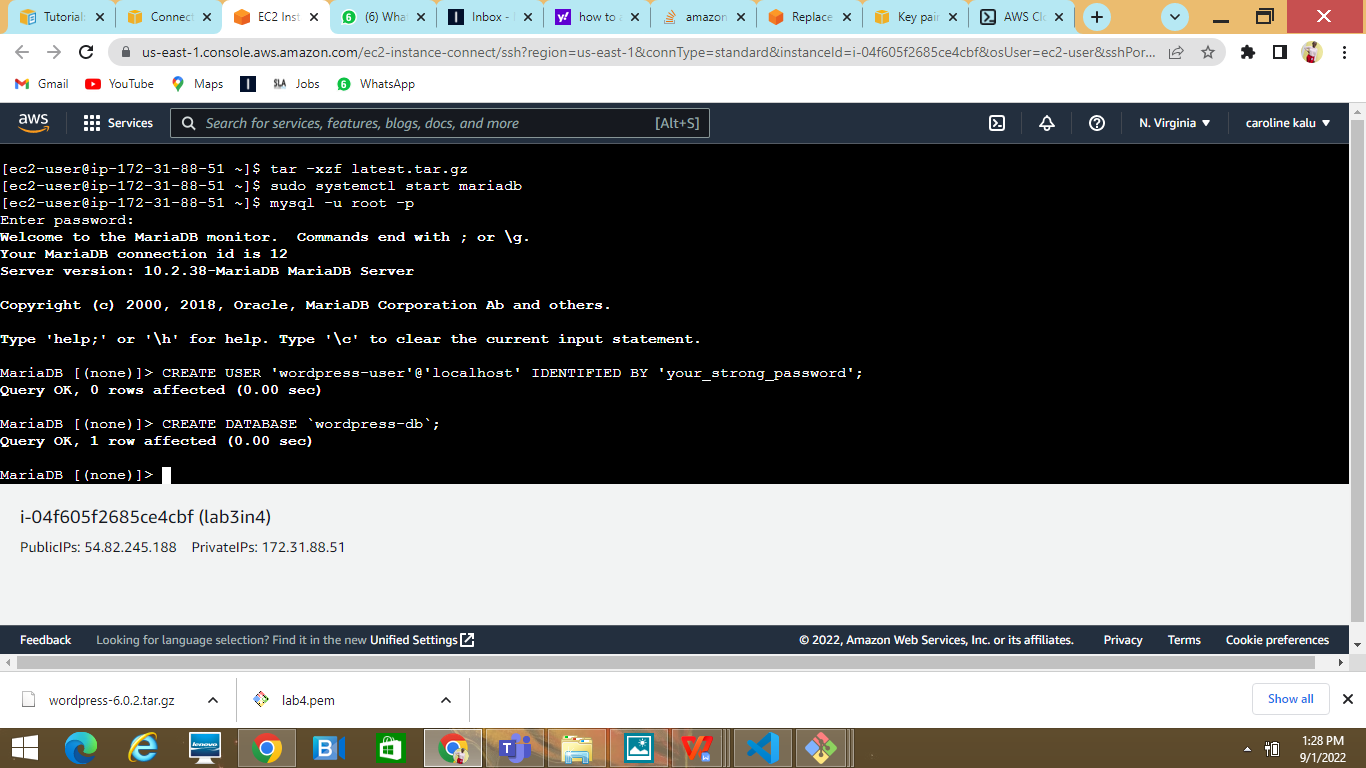 Tutorial:
Connect
EC2 Inst
(6) Wha
Inbox -
how to a
amazon
Replace
Key pair
AWS Cl
us-east-1.console.aws.amazon.com/ec2-instance-connect/ssh?region=us-east-1&connType=standard&instanceId=i-04f605f2685ce4cbf&osUser=ec2-user&sshPor...
Gmail YouTube Maps SLA Jobs WhatsApp
aws Services Search for services, features, blogs, docs, and more [Alt+S] N. Virginia caroline kalu
[ec2-user@ip-172-31-88-51 ~]$ tar -xzf latest.tar.gz
[ec2-user@ip-172-31-88-51 ~]$ sudo systemctl start mariadb
[ec2-user@ip-172-31-88-51 ~]$ mysql -u root -p
Enter password:
Welcome to the MariaDB monitor.  Commands end with ; or \g.
Your MariaDB connection id is 12
Server version: 10.2.38-MariaDB MariaDB Server
Copyright (c) 2000, 2018, Oracle, MariaDB Corporation Ab and others.
Type 'help;' or '\h' for help. Type '\c' to clear the current input statement.
MariaDB [(none)]> CREATE USER 'wordpress-user'@'localhost' IDENTIFIED BY 'your_strong_password';
Query OK, 0 rows affected (0.00 sec)
MariaDB [(none)]> CREATE DATABASE `wordpress-db`;
Query OK, 1 row affected (0.00 sec)
MariaDB [(none)]>
i-04f605f2685ce4cbf (lab3in4)
PublicIPs: 54.82.245.188 PrivateIPs: 172.31.88.51
Feedback Looking for language selection? Find it in the new Unified Settings © 2022, Amazon Web Services, Inc. or its affiliates. Privacy Terms Cookie preferences
wordpress-6.0.2.tar.gz lab4.pem Show all
lenovo
1:28 PM
9/1/2022